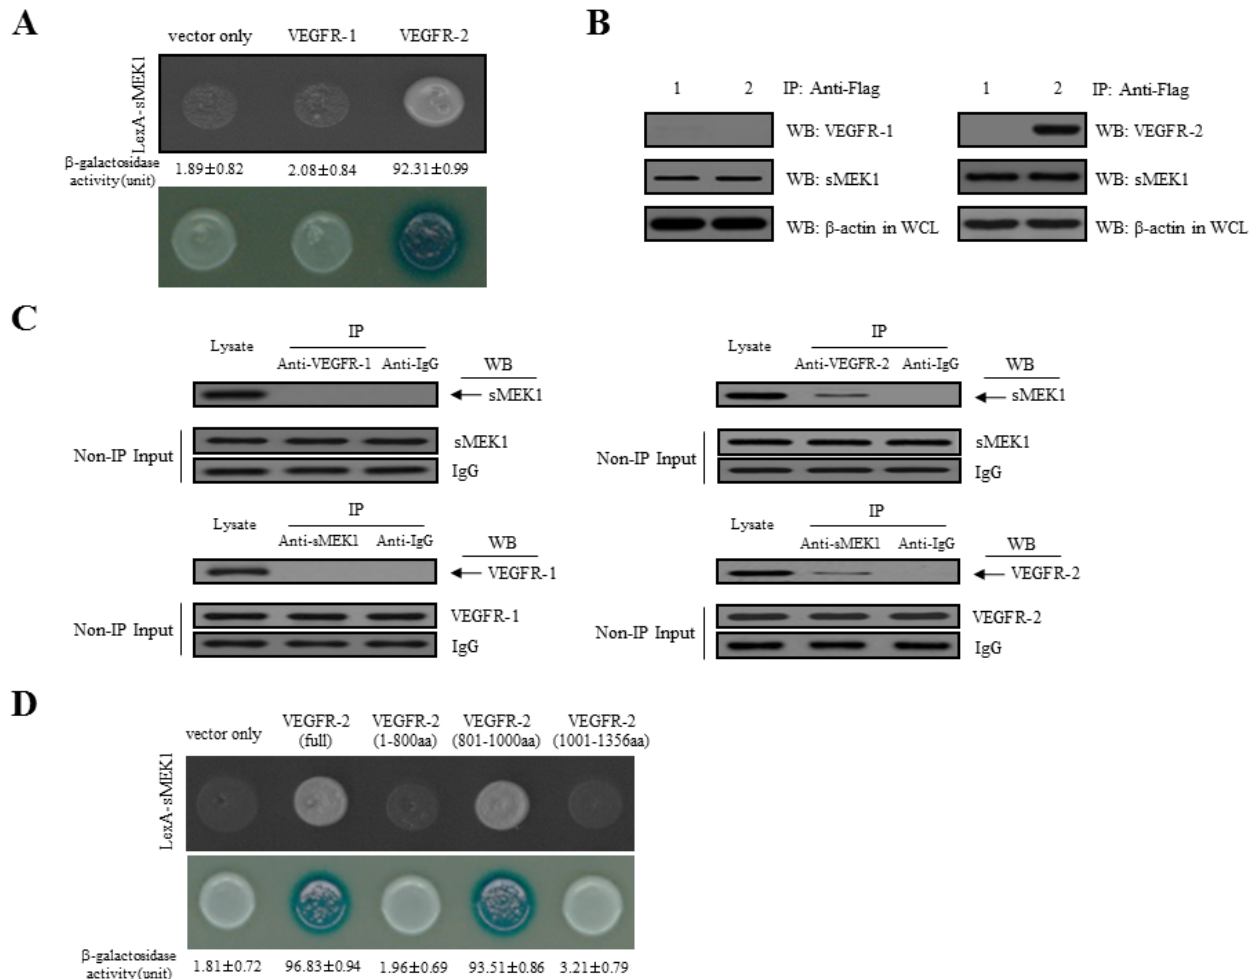 A
vector only VEGFR-1 VEGFR-2
LexA-sMEK1
β-galactosidase
activity(unit)
1.89±0.82 2.08±0.84 92.31±0.99
B
1 2 IP: Anti-Flag
WB: VEGFR-1
WB: sMEK1
WB: β-actin in WCL
1 2 IP: Anti-Flag
WB: VEGFR-2
WB: sMEK1
WB: β-actin in WCL
C
IP
Lysate
Anti-VEGFR-1 Anti-IgG WB
sMEK1
Non-IP Input
sMEK1
IgG
IP
Lysate
Anti-VEGFR-2 Anti-IgG WB
sMEK1
Non-IP Input
sMEK1
IgG
IP
Lysate
Anti-sMEK1 Anti-IgG WB
VEGFR-1
Non-IP Input
VEGFR-1
IgG
IP
Lysate
Anti-sMEK1 Anti-IgG WB
VEGFR-2
Non-IP Input
VEGFR-2
IgG
D
vector only
VEGFR-2 VEGFR-2 VEGFR-2 VEGFR-2
(full) (1-800aa) (801-1000aa) (1001-1356aa)
LexA-sMEK1
β-galactosidase
activity(unit)
1.81±0.72 96.83±0.94 1.96±0.69 93.51±0.86 3.21±0.79